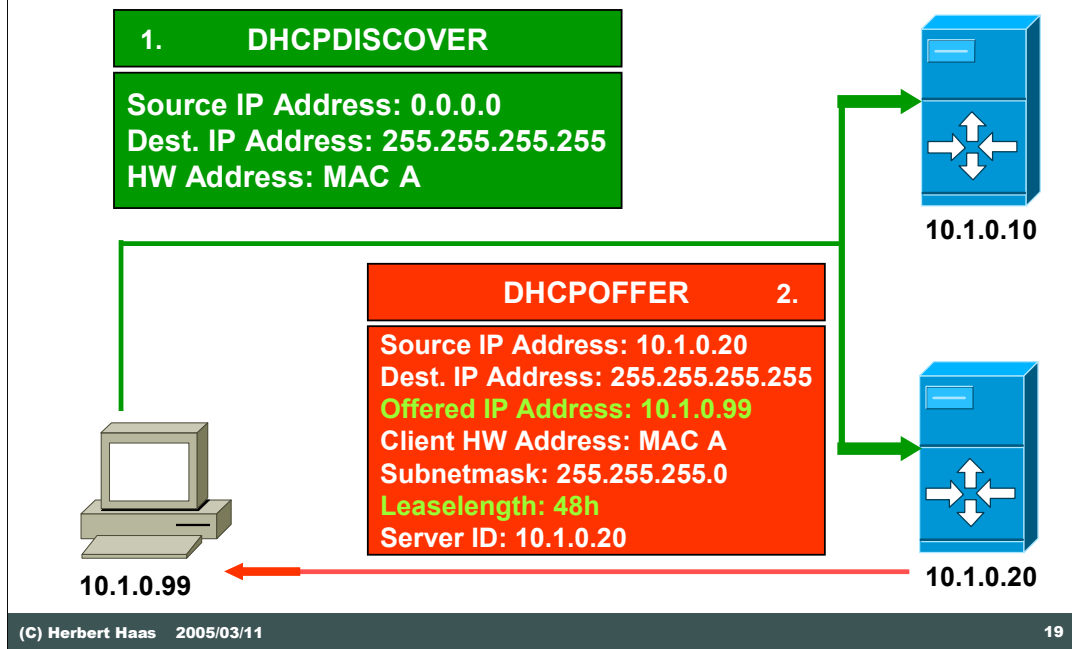 1. DHCPDISCOVER
Source IP Address: 0.0.0.0
Dest. IP Address: 255.255.255.255
HW Address: MAC A
10.1.0.10
DHCPOFFER 2.
Source IP Address: 10.1.0.20
Dest. IP Address: 255.255.255.255
Offered IP Address: 10.1.0.99
Client HW Address: MAC A
Subnetmask: 255.255.255.0
Leaselength: 48h
Server ID: 10.1.0.20
10.1.0.99
10.1.0.20
(C) Herbert Haas 2005/03/11
19